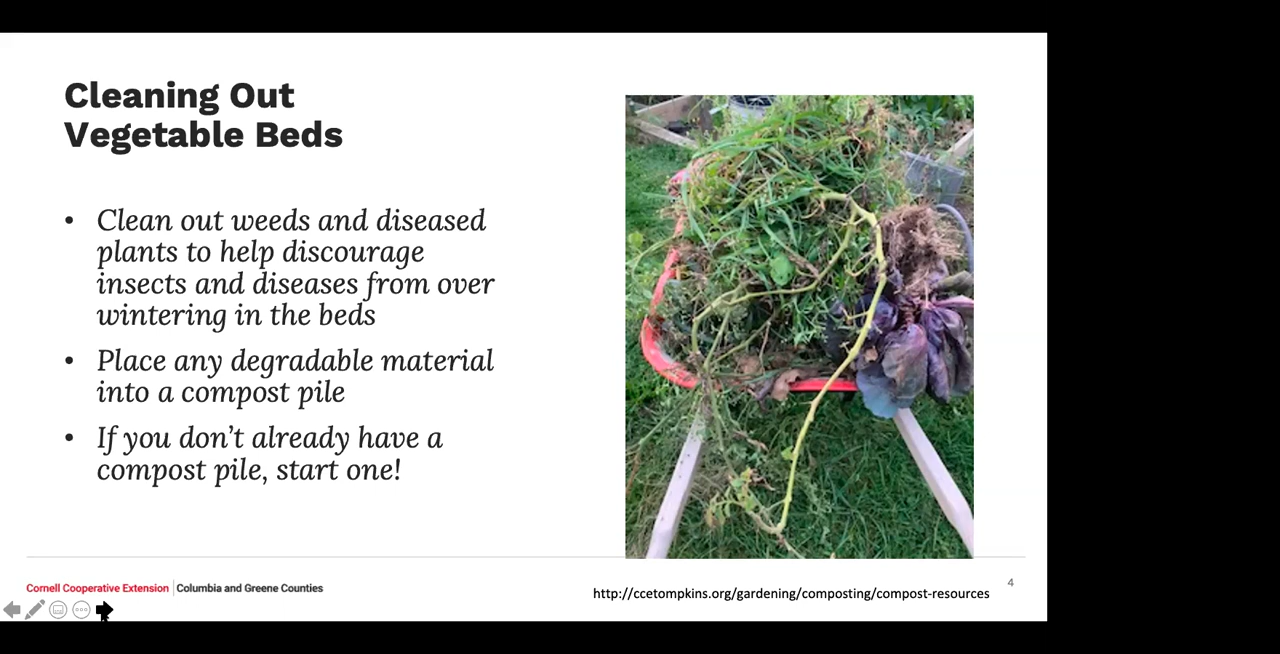 Cleaning Out
Vegetable Beds
• Clean out weeds and diseased
plants to help discourage
insects and diseases from over
wintering in the beds
• Place any degradable material
into a compost pile
• If you don’t already have a
compost pile, start one!
Cornell Cooperative Extension | Columbia and Greene Counties
http://ccetompkins.org/gardening/composting/compost-resources
4